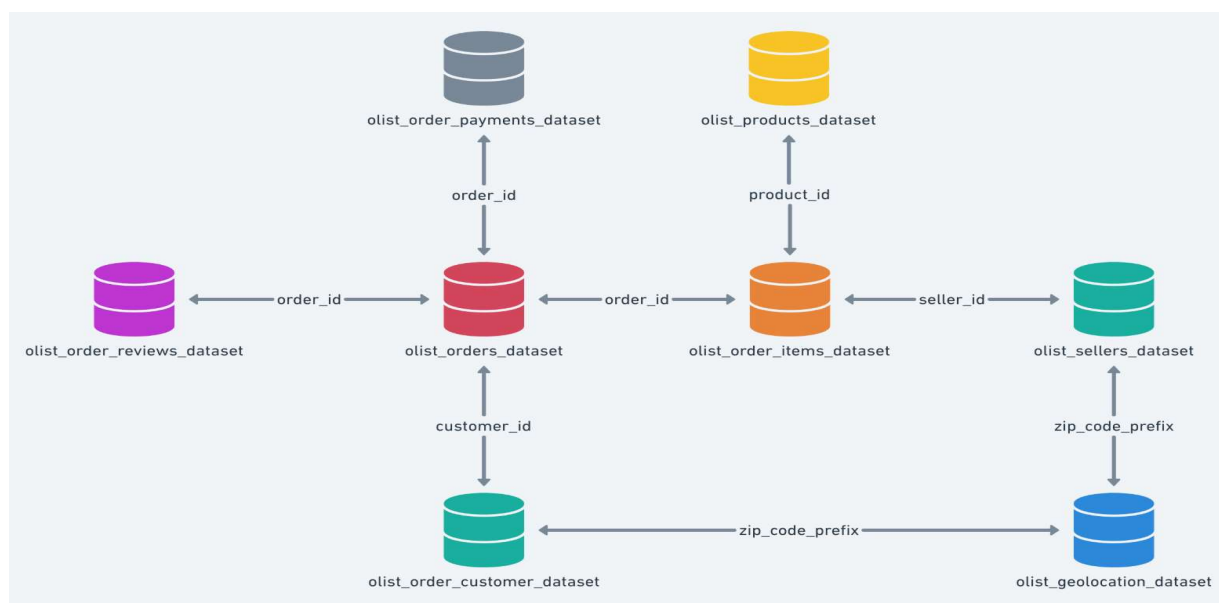 olist_order_payments_dataset
olist_products_dataset
order_id
product_id
order_id
order_id
seller_id
olist_order_reviews_dataset
olist_orders_dataset
olist_order_items_dataset
olist_sellers_dataset
customer_id
zip_code_prefix
zip_code_prefix
olist_order_customer_dataset
olist_geolocation_dataset